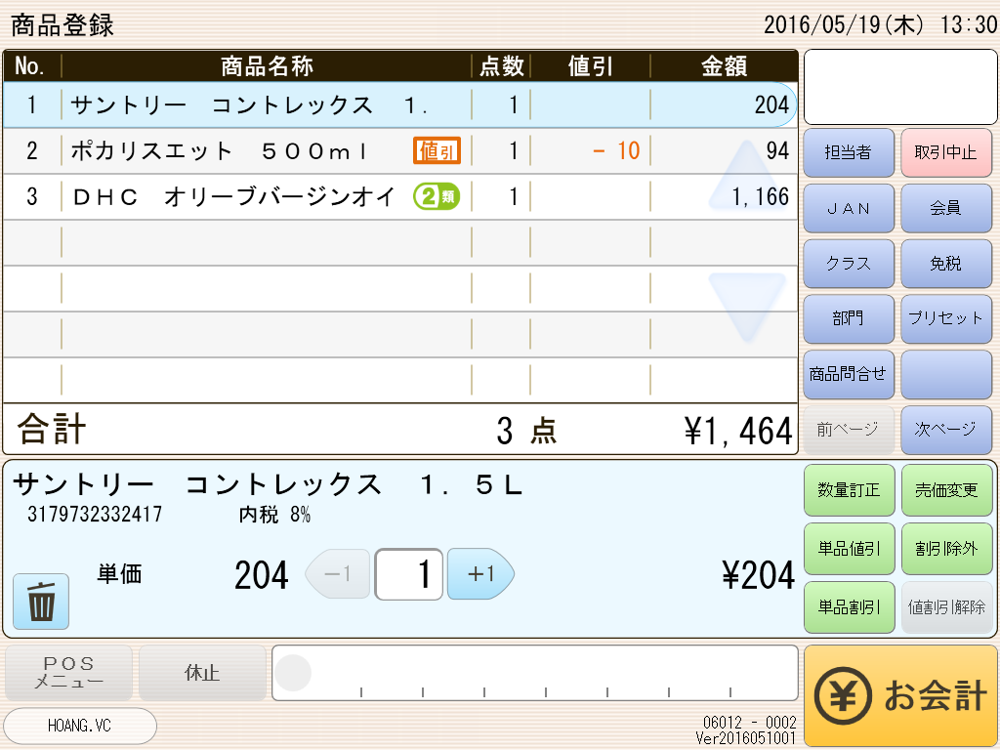 商品登録 2016/05/19(木) 13:30
No. 商品名称 点数 値引 金額
1 サントリー　コントレックス　１． 1 204
2 ポカリスエット　５００ｍｌ 値引 1 －10 94
3 ＤＨＣ　オリーブバージンオイ 2類 1 1,166
合計 3 点 ¥1,464
担当者 取引中止
ＪＡＮ 会員
クラス 免税
部門 プリセット
商品問合せ
前ページ 次ページ
サントリー　コントレックス　１．５Ｌ
3179732332417 内税 8%
単価 204 －1 1 +1 ¥204
数量訂正 売価変更
単品値引 割引除外
単品割引 値割引解除
ＰＯＳ
メニュー
休止
¥ お会計
HOANG.VC
06012 - 0002
Ver2016051001